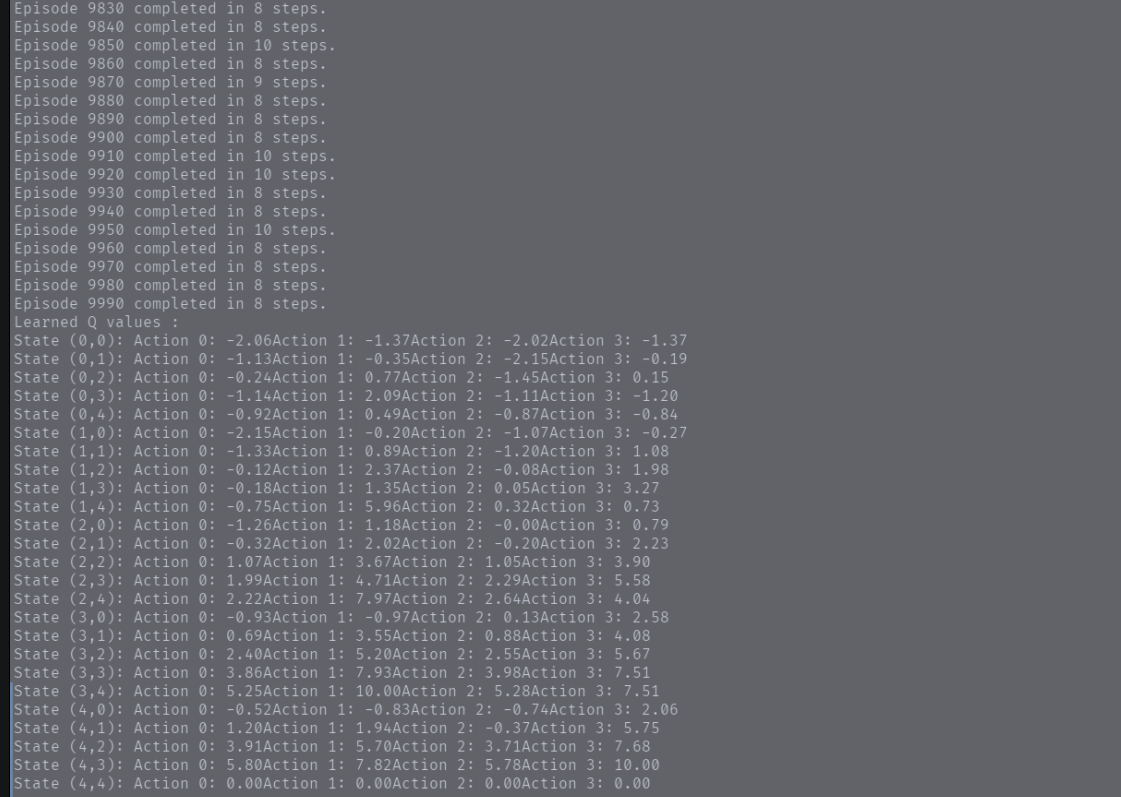 Episode 9830 completed in 8 steps.
Episode 9840 completed in 8 steps.
Episode 9850 completed in 10 steps.
Episode 9860 completed in 8 steps.
Episode 9870 completed in 9 steps.
Episode 9880 completed in 8 steps.
Episode 9890 completed in 8 steps.
Episode 9900 completed in 8 steps.
Episode 9910 completed in 10 steps.
Episode 9920 completed in 10 steps.
Episode 9930 completed in 8 steps.
Episode 9940 completed in 8 steps.
Episode 9950 completed in 10 steps.
Episode 9960 completed in 8 steps.
Episode 9970 completed in 8 steps.
Episode 9980 completed in 8 steps.
Episode 9990 completed in 8 steps.
Learned Q values :
State (0,0): Action 0: -2.06Action 1: -1.37Action 2: -2.02Action 3: -1.37
State (0,1): Action 0: -1.13Action 1: -0.35Action 2: -2.15Action 3: -0.19
State (0,2): Action 0: -0.24Action 1: 0.77Action 2: -1.45Action 3: 0.15
State (0,3): Action 0: -1.14Action 1: 2.09Action 2: -1.11Action 3: -1.20
State (0,4): Action 0: -0.92Action 1: 0.49Action 2: -0.87Action 3: -0.84
State (1,0): Action 0: -2.15Action 1: -0.20Action 2: -1.07Action 3: -0.27
State (1,1): Action 0: -1.33Action 1: 0.89Action 2: -1.20Action 3: 1.08
State (1,2): Action 0: -0.12Action 1: 2.37Action 2: -0.08Action 3: 1.98
State (1,3): Action 0: -0.18Action 1: 1.35Action 2: 0.05Action 3: 3.27
State (1,4): Action 0: -0.75Action 1: 5.96Action 2: 0.32Action 3: 0.73
State (2,0): Action 0: -1.26Action 1: 1.18Action 2: -0.00Action 3: 0.79
State (2,1): Action 0: -0.32Action 1: 2.02Action 2: -0.20Action 3: 2.23
State (2,2): Action 0: 1.07Action 1: 3.67Action 2: 1.05Action 3: 3.90
State (2,3): Action 0: 1.99Action 1: 4.71Action 2: 2.29Action 3: 5.58
State (2,4): Action 0: 2.22Action 1: 7.97Action 2: 2.64Action 3: 4.04
State (3,0): Action 0: -0.93Action 1: -0.97Action 2: 0.13Action 3: 2.58
State (3,1): Action 0: 0.69Action 1: 3.55Action 2: 0.88Action 3: 4.08
State (3,2): Action 0: 2.40Action 1: 5.20Action 2: 2.55Action 3: 5.67
State (3,3): Action 0: 3.86Action 1: 7.93Action 2: 3.98Action 3: 7.51
State (3,4): Action 0: 5.25Action 1: 10.00Action 2: 5.28Action 3: 7.51
State (4,0): Action 0: -0.52Action 1: -0.83Action 2: -0.74Action 3: 2.06
State (4,1): Action 0: 1.20Action 1: 1.94Action 2: -0.37Action 3: 5.75
State (4,2): Action 0: 3.91Action 1: 5.70Action 2: 3.71Action 3: 7.68
State (4,3): Action 0: 5.80Action 1: 7.82Action 2: 5.78Action 3: 10.00
State (4,4): Action 0: 0.00Action 1: 0.00Action 2: 0.00Action 3: 0.00